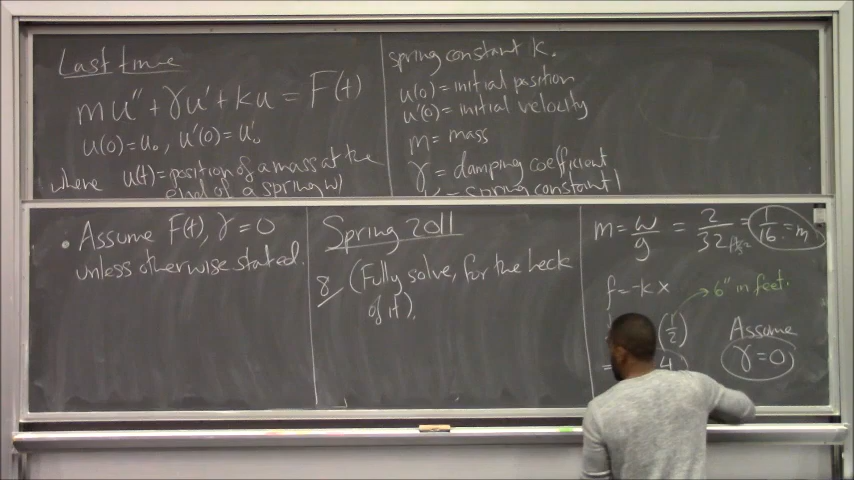 Last time
mu" + γu' + ku = F(t)
u(0) = u₀, u'(0) = u'₀
where u(t) = position of a mass at the
end of a spring w/
spring constant k.
u(0) = initial position
u'(0) = initial velocity
m = mass
γ = damping coefficient
k = spring constant
• Assume F(t), γ = 0
unless otherwise stated.
Spring 2011
8. (Fully solve, for the heck
of it).
m = w/g = 2/32 ft/s² = 1/16 = m
f = -kx
6" in feet.
(1/2)
Assume
= 4
γ = 0